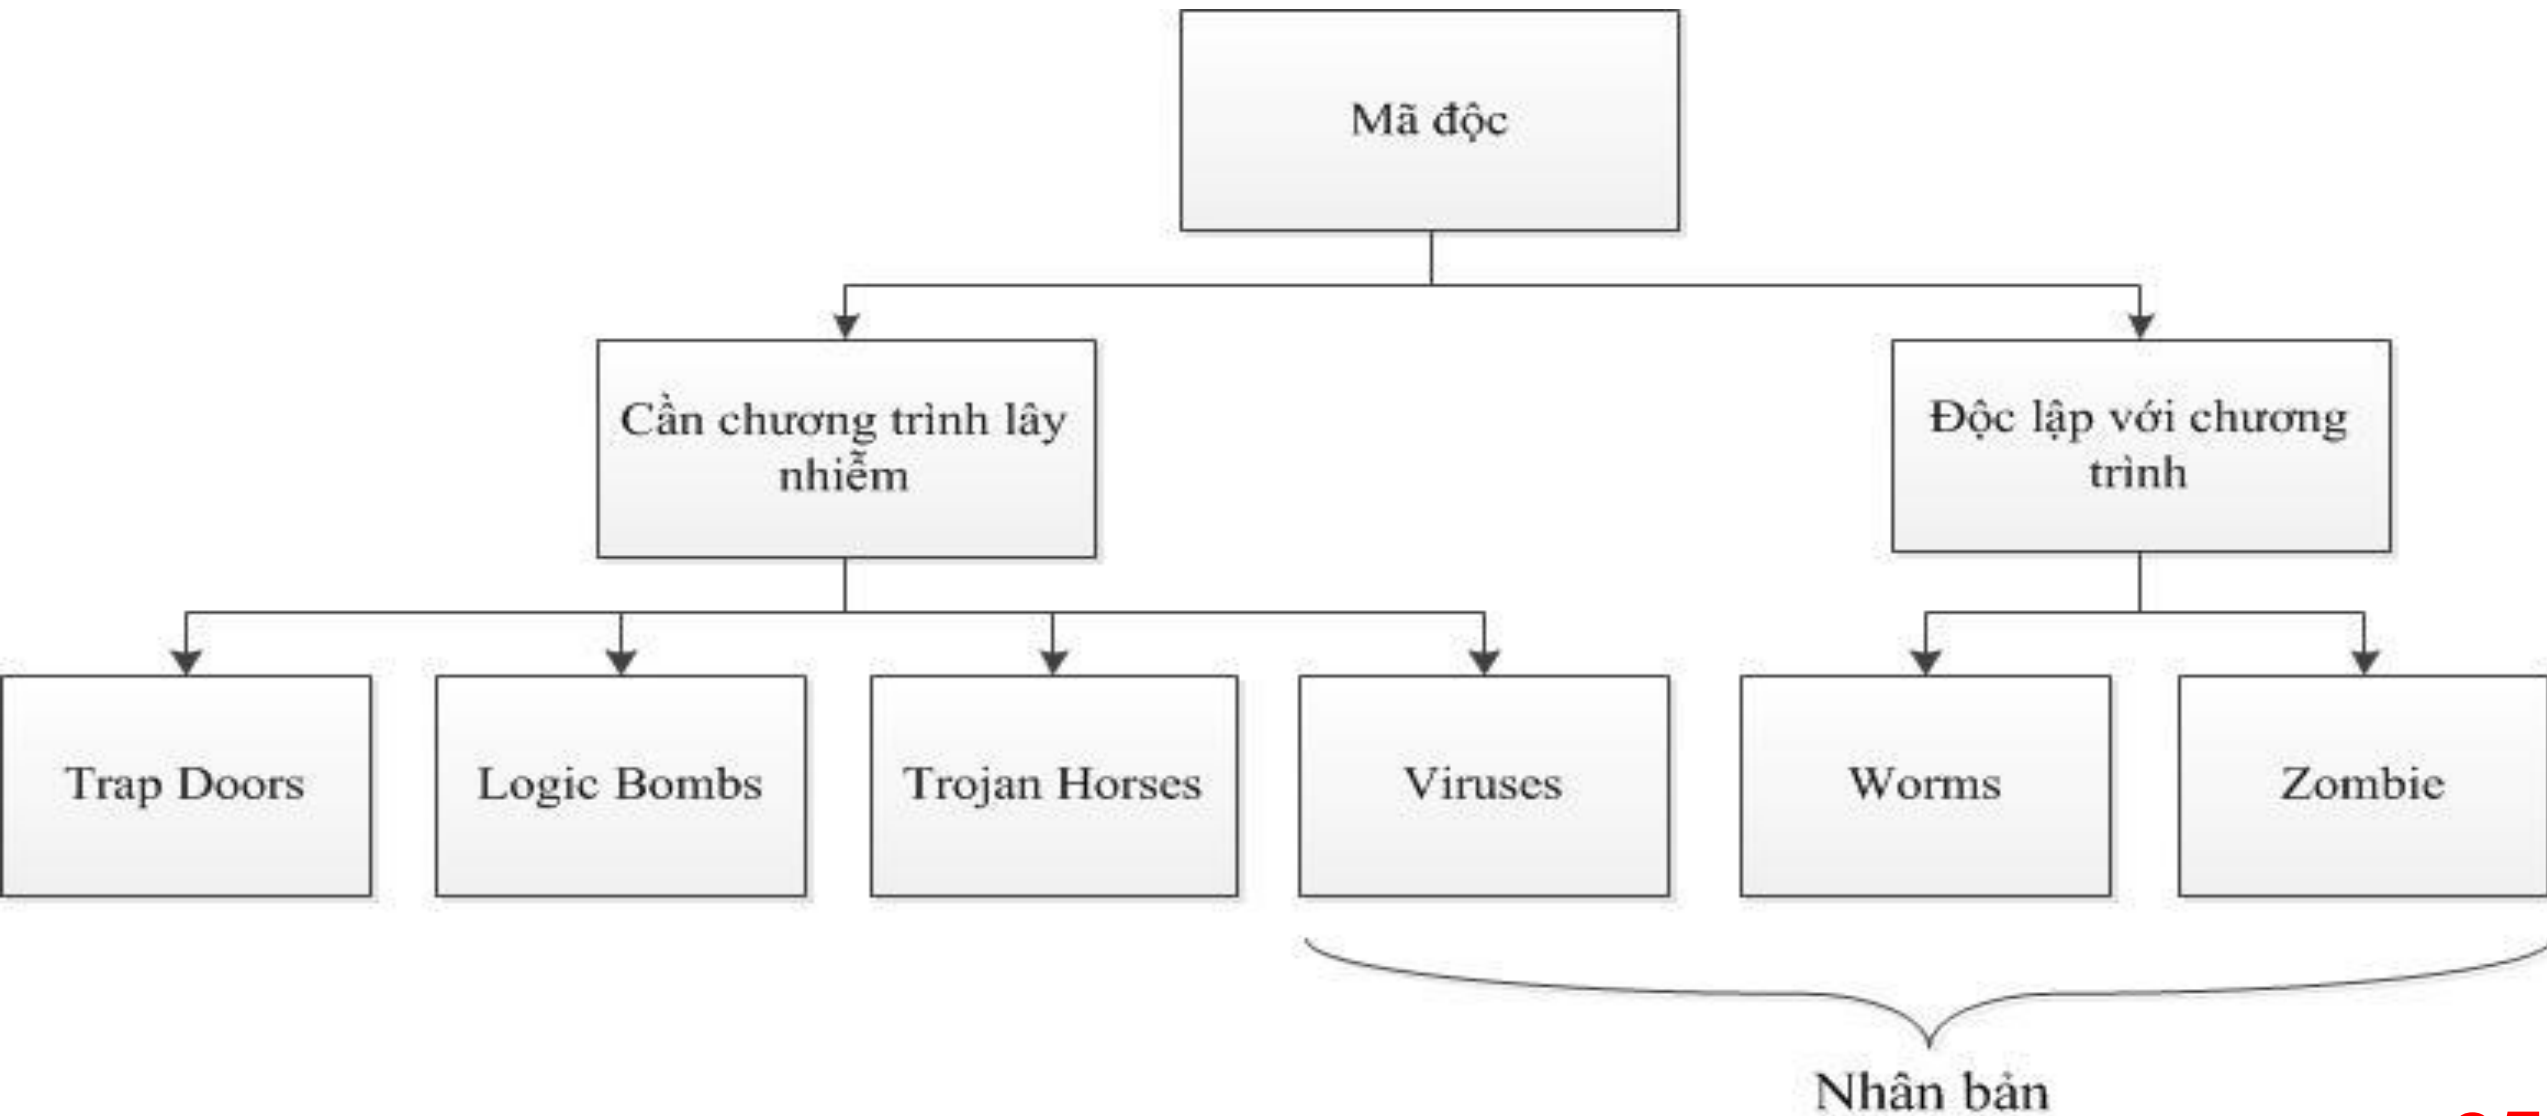 Mã độc
Cần chương trình lây
nhiễm
Độc lập với chương
trình
Trap Doors
Logic Bombs
Trojan Horses
Viruses
Worms
Zombie
Nhân bản